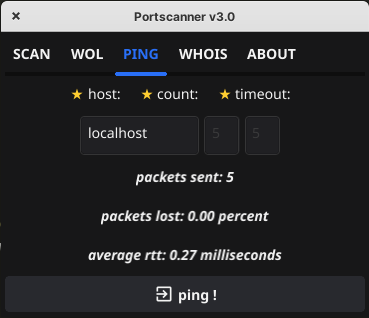 Portscanner v3.0
SCAN WOL PING WHOIS ABOUT
★ host: ★ count: ★ timeout:
localhost 5 5
packets sent: 5
packets lost: 0.00 percent
average rtt: 0.27 milliseconds
ping !